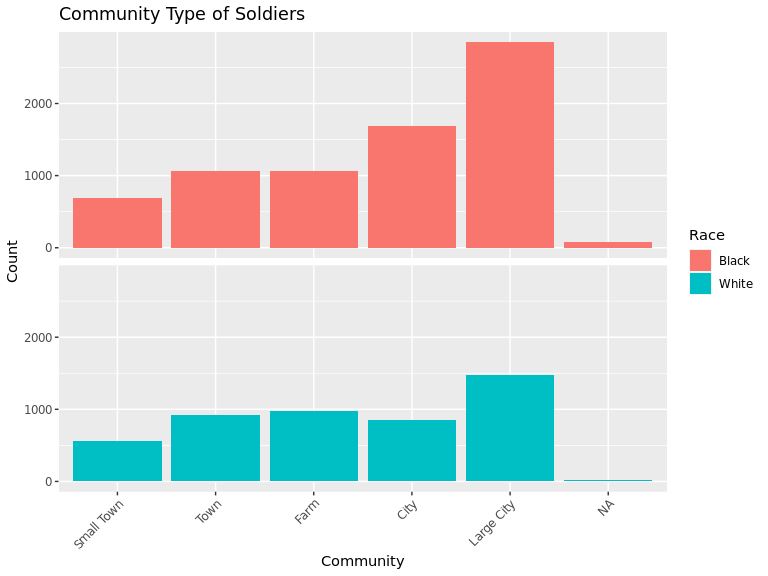 Community Type of Soldiers
2000
1000
0
2000
1000
0
Count
Small Town
Town
Farm
City
Large City
NA
Community
Race
Black
White